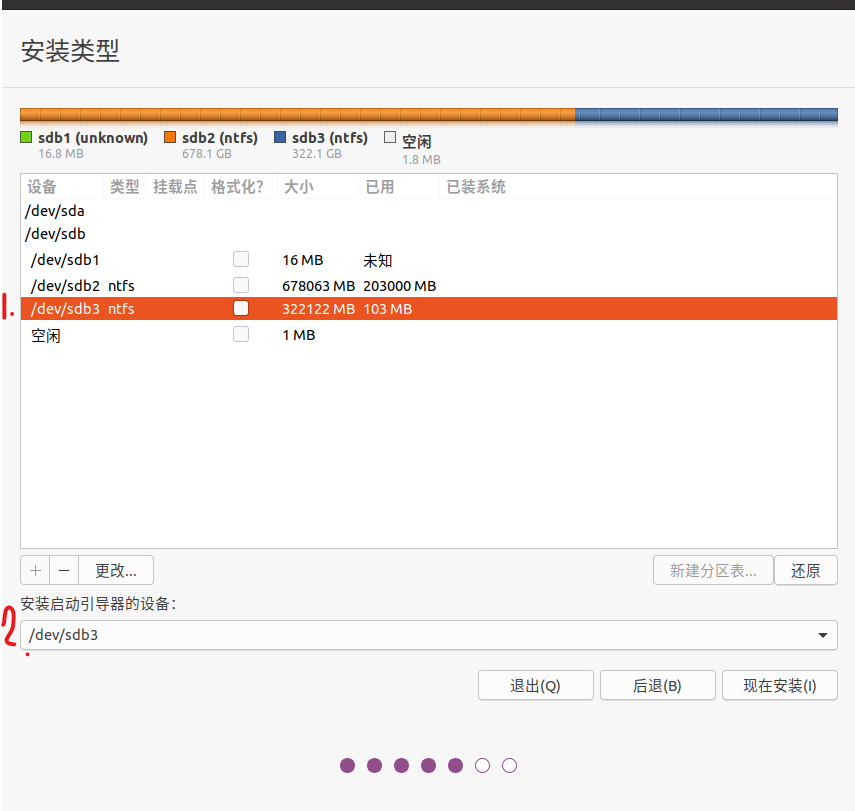 安装类型
sdb1 (unknown) sdb2 (ntfs) sdb3 (ntfs) 空闲
16.8 MB 678.1 GB 322.1 GB 1.8 MB
设备 类型 挂载点 格式化? 大小 已用 已装系统
/dev/sda
/dev/sdb
/dev/sdb1 16 MB 未知
/dev/sdb2 ntfs 678063 MB 203000 MB
1. /dev/sdb3 ntfs 322122 MB 103 MB
空闲 1 MB
+ − 更改... 新建分区表... 还原
安装启动引导器的设备:
2. /dev/sdb3
退出(Q) 后退(B) 现在安装(I)